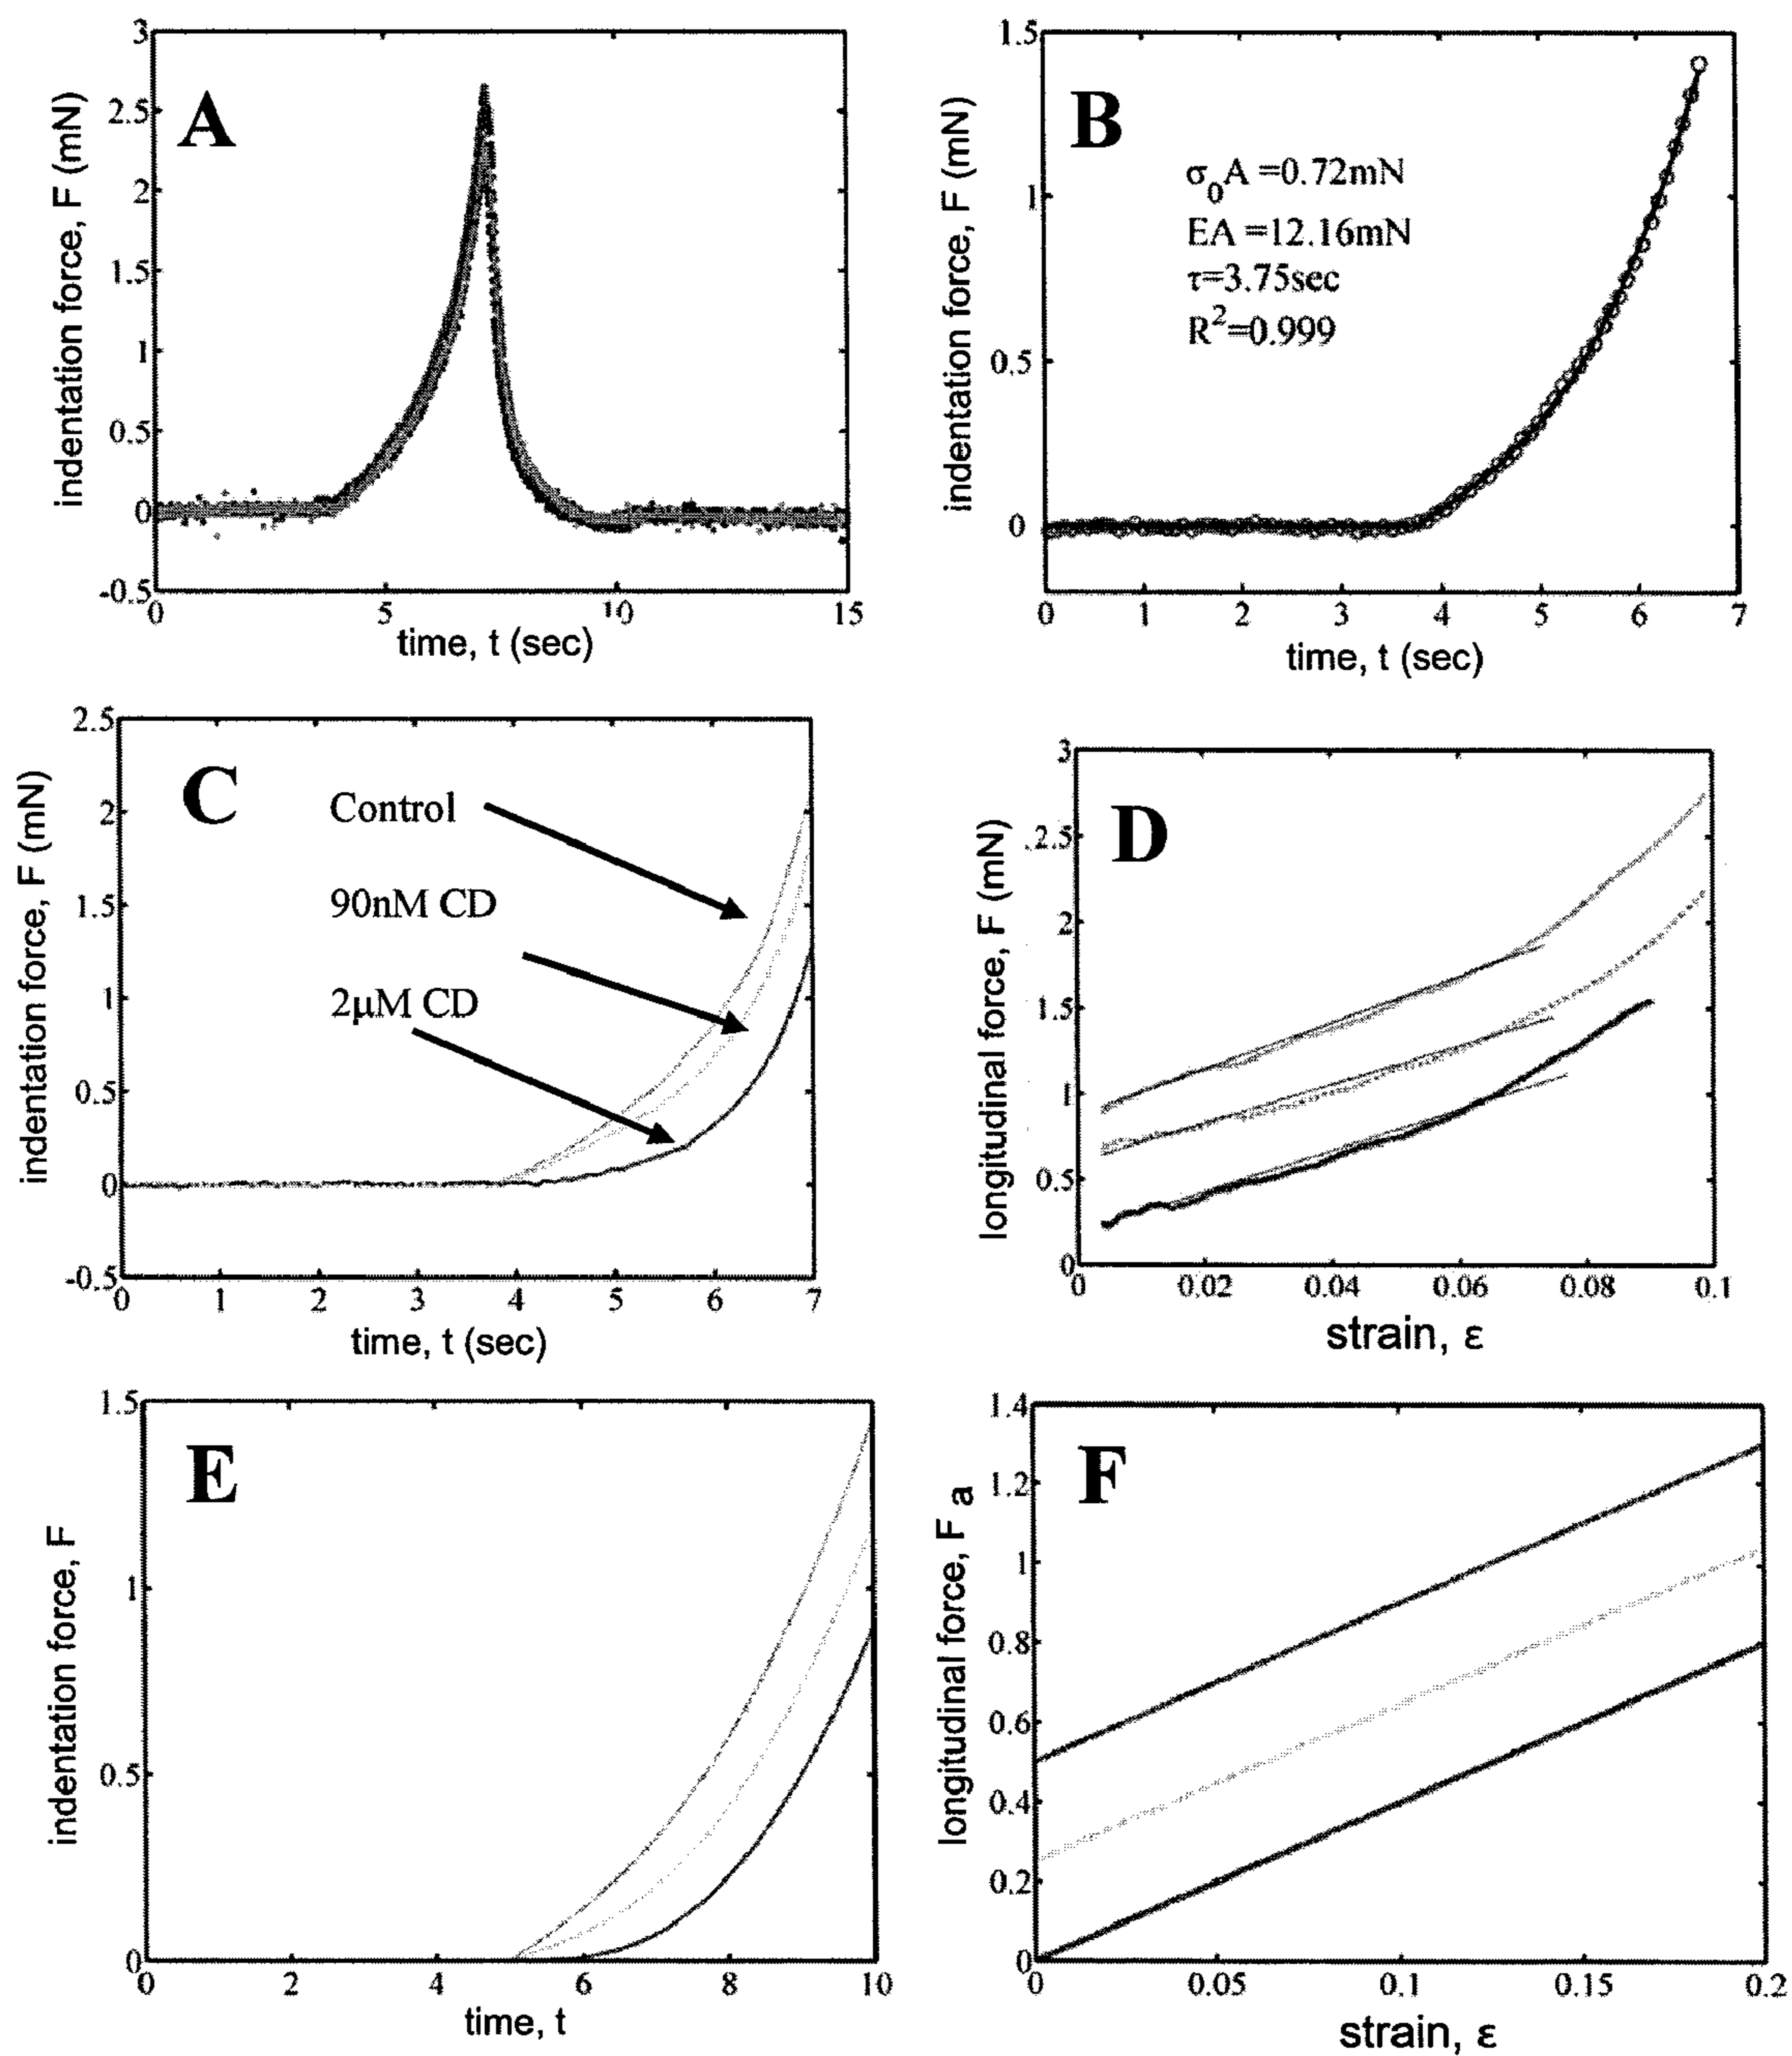 A
indentation force, F (mN)
3
2.5
2
1.5
1
0.5
0
-0.5
0 5 10 15
time, t (sec)
B
σ0A =0.72mN
EA =12.16mN
τ=3.75sec
R2=0.999
indentation force, F (mN)
1.5
1
0.5
0
0 1 2 3 4 5 6 7
time, t (sec)
C
Control
90nM CD
2μM CD
indentation force, F (mN)
2.5
2
1.5
1
0.5
0
-0.5
0 1 2 3 4 5 6 7
time, t (sec)
D
longitudinal force, F (mN)
3
2.5
2
1.5
1
0.5
0
0 0.02 0.04 0.06 0.08 0.1
strain, ε
E
indentation force, F
1.5
1
0.5
0
0 2 4 6 8 10
time, t
F
longitudinal force, F a
1.4
1.2
1
0.8
0.6
0.4
0.2
0
0 0.05 0.1 0.15 0.2
strain, ε